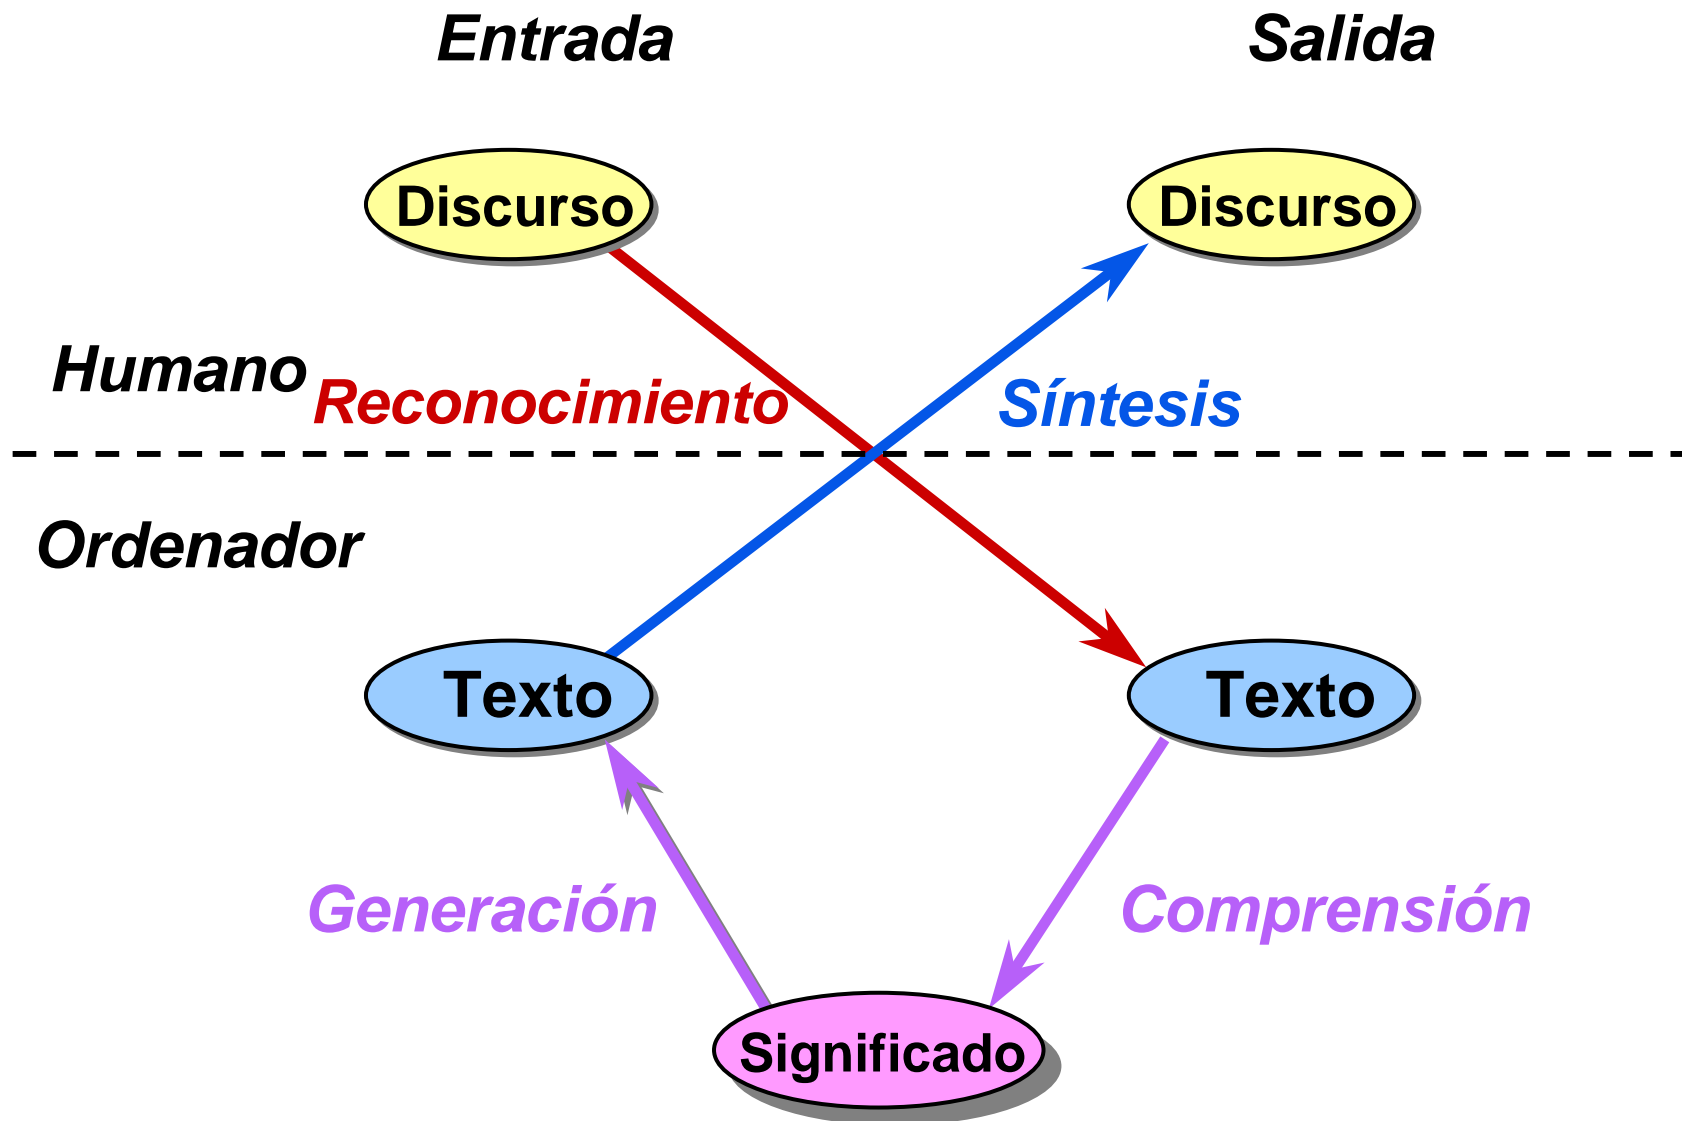 Entrada
Salida
Discurso
Discurso
Humano
Reconocimiento
Síntesis
Ordenador
Texto
Texto
Generación
Comprensión
Significado